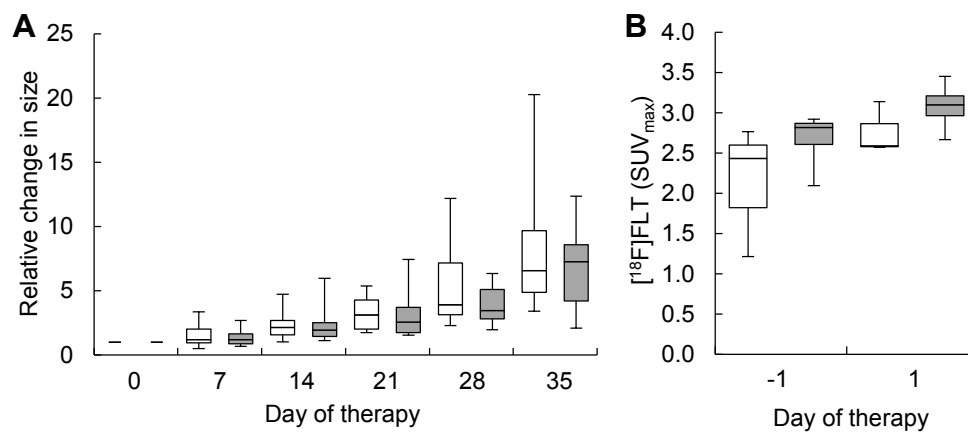 A
25
20
15
10
5
0
Relative change in size
0 7 14 21 28 35
Day of therapy
B
4.0
3.5
3.0
2.5
2.0
1.5
1.0
0.5
0.0
[¹⁸F]FLT (SUVₘₐₓ)
-1 1
Day of therapy